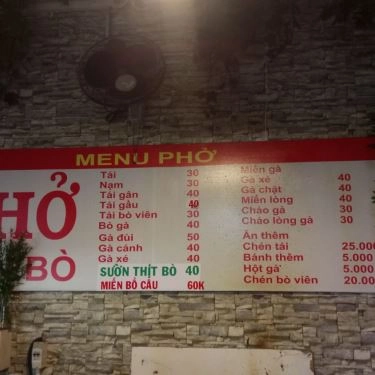 MENU PHỞ
PHỞ
BÒ
Tái 30
Nạm 30
Tái gân 40
Tái gầu 40
Tái bò viên 30
Bò gà 40
Gà đùi 50
Gà cánh 40
Gà xé 40
SƯỜN THỊT BÒ 40
MIẾN BỒ CÂU 60K
Miến gà
Gà xé 40
Gà chặt 40
Miến lòng 40
Cháo gà 30
Cháo lòng gà 30
Ăn thêm
Chén tái 25.000
Bánh thêm 5.000
Hột gà 5.000
Chén bò viên 20.00